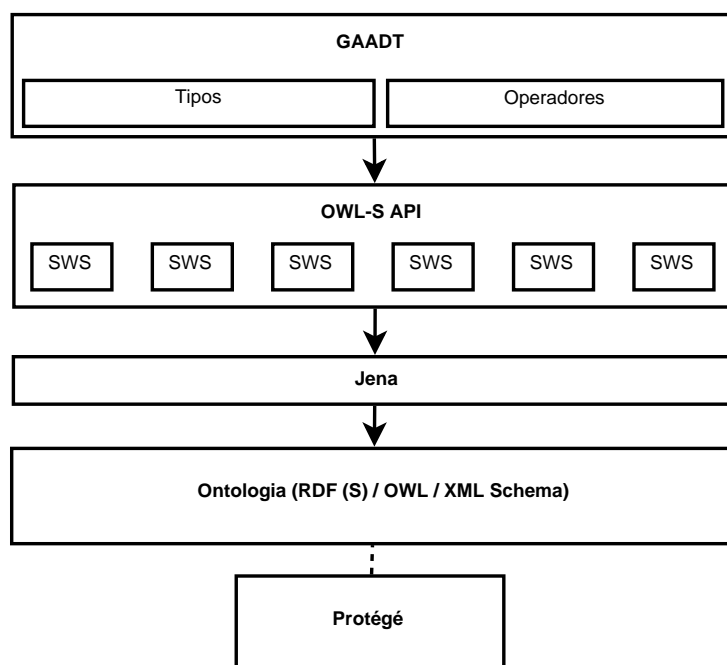 GAADT
Tipos Operadores
OWL-S API
SWS SWS SWS SWS SWS SWS
Jena
Ontologia (RDF (S) / OWL / XML Schema)
Protégé